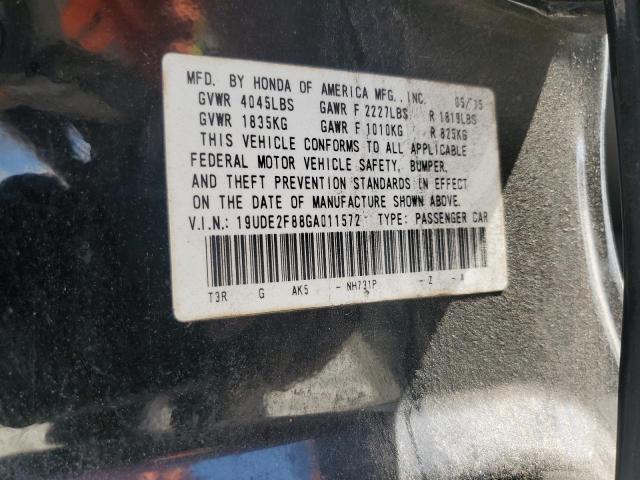 MFD. BY HONDA OF AMERICA MFG., INC. 05/15
GVWR 4045LBS GAWR F 2227LBS R 1819LBS
GVWR 1835KG GAWR F 1010KG R 825KG
THIS VEHICLE CONFORMS TO ALL APPLICABLE
FEDERAL MOTOR VEHICLE SAFETY, BUMPER,
AND THEFT PREVENTION STANDARDS IN EFFECT
ON THE DATE OF MANUFACTURE SHOWN ABOVE.
V.I.N.: 19UDE2F88GA011572 TYPE: PASSENGER CAR
T3R G AK5 - NH731P - Z - A